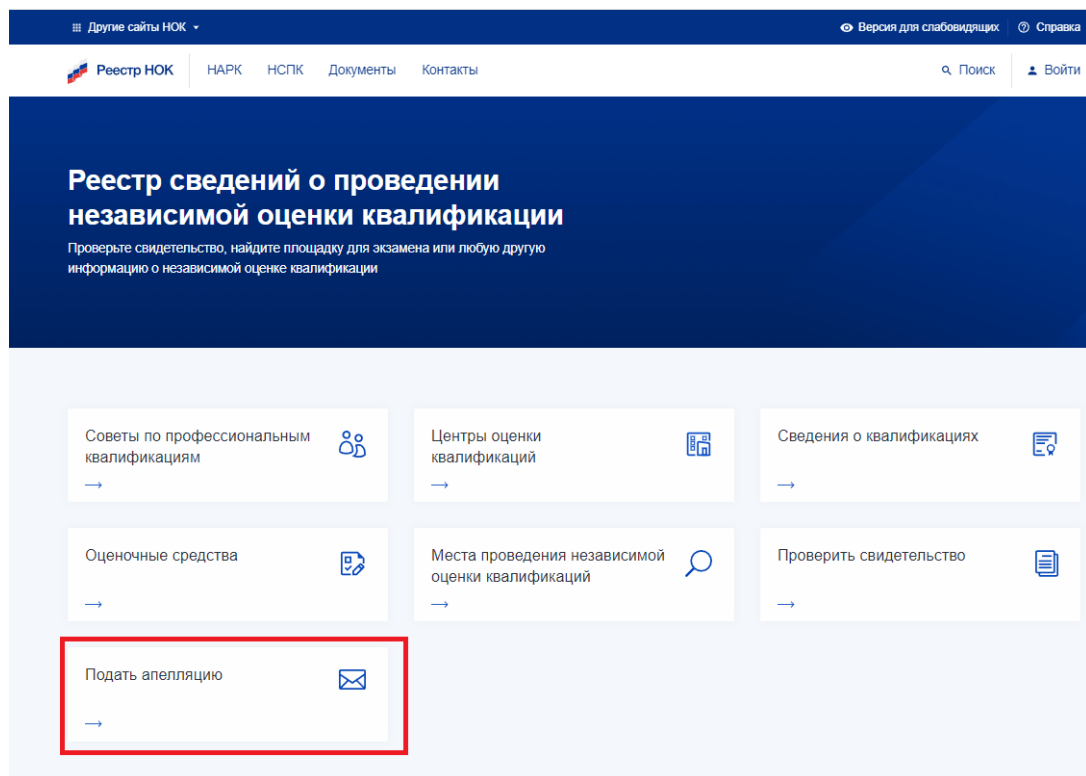 Другие сайты НОК
Версия для слабовидящих
Справка
Реестр НОК
НАРК
НСПК
Документы
Контакты
Поиск
Войти
Реестр сведений о проведении
независимой оценки квалификации
Проверьте свидетельство, найдите площадку для экзамена или любую другую
информацию о независимой оценке квалификации
Советы по профессиональным
квалификациям
Центры оценки
квалификаций
Сведения о квалификациях
Оценочные средства
Места проведения независимой
оценки квалификаций
Проверить свидетельство
Подать апелляцию